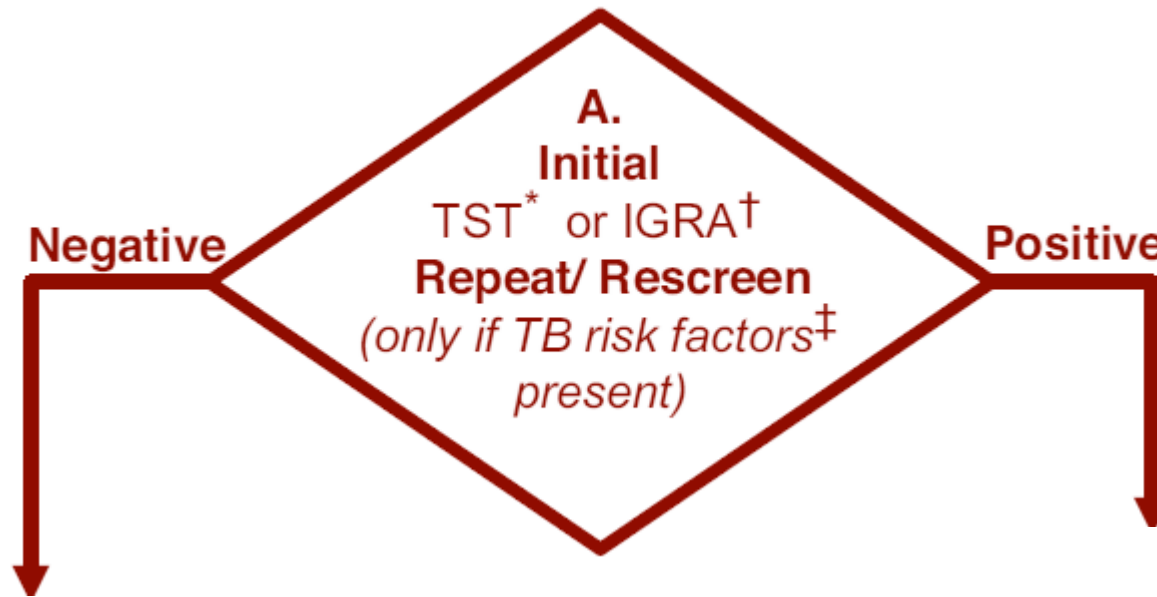 A.
Initial
TST* or IGRA†
Negative
Positive
Repeat/ Rescreen
(only if TB risk factors‡
present)